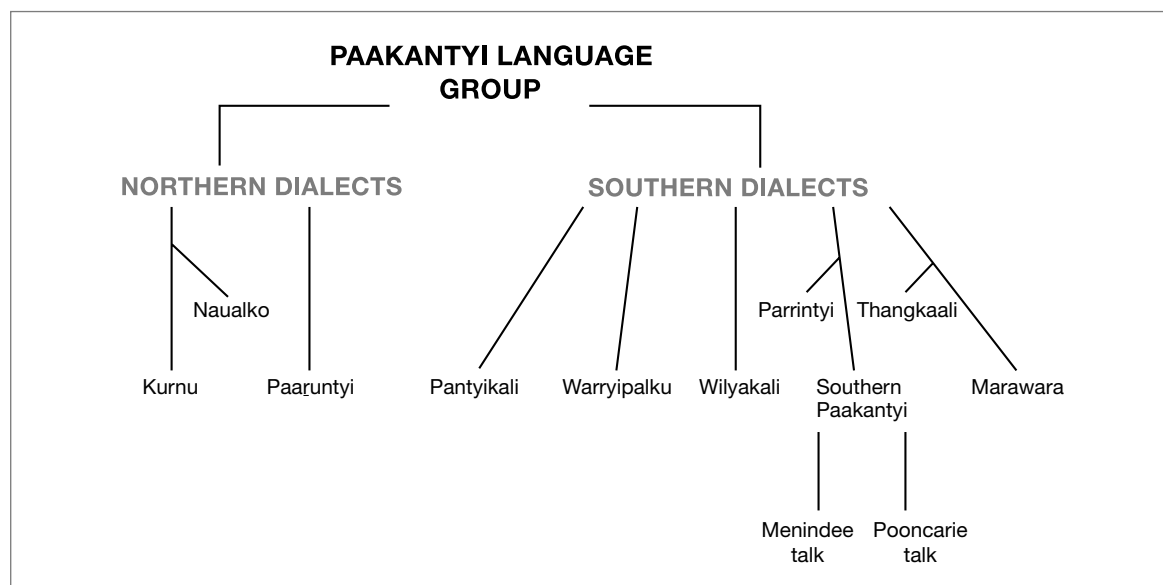 PAAKANTYI LANGUAGE
GROUP
NORTHERN DIALECTS
SOUTHERN DIALECTS
Naualko
Parrintyi
Thangkaali
Kurnu
Paaṟuntyi
Pantyikali
Warryipalku
Wilyakali
Southern
Paakantyi
Marawara
Menindee
talk
Pooncarie
talk